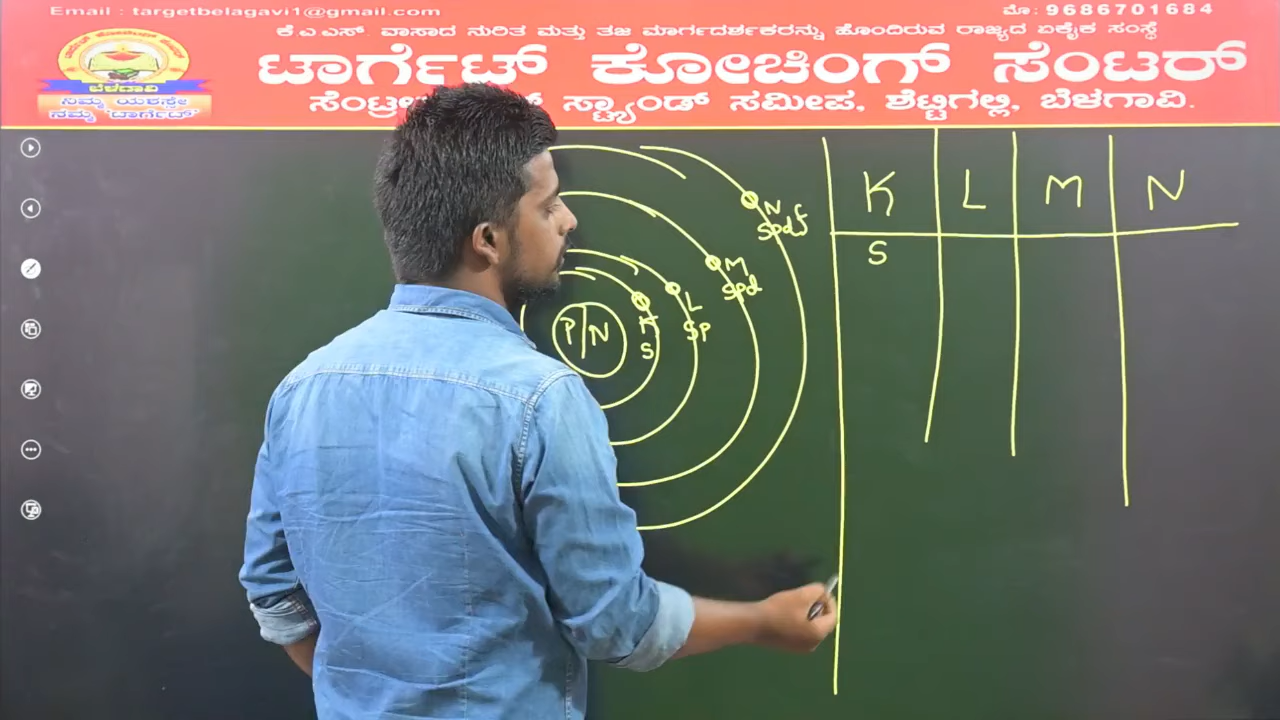 Email : targetbelagavi1@gmail.com
ಮೊ: 9686701684
ಕೆ.ಎ.ಎಸ್ ವಾಸಾದ ನುರಿತ ಮತ್ತು ತಜ್ಞ ಮಾರ್ಗದರ್ಶಕರನ್ನು ಹೊಂದಿರುವ ರಾಜ್ಯದ ಏಕೈಕ ಸಂಸ್ಥೆ
ಟಾರ್ಗೆಟ್ ಕೋಚಿಂಗ್ ಸೆಂಟರ್
ಸ್ಟ್ಯಾಂಡ್ ಸಮೀಪ, ಶೆಟ್ಟಿಗಲ್ಲಿ, ಬೆಳಗಾವಿ.
ಬೆಳಗಾವಿ
ನಿಮ್ಮ ಯಶಸ್ಸೇ
ನಮ್ಮ "ಟಾರ್ಗೆಟ್"
N
spdf
M
spd
L
sp
K
s
P N
K L M N
s